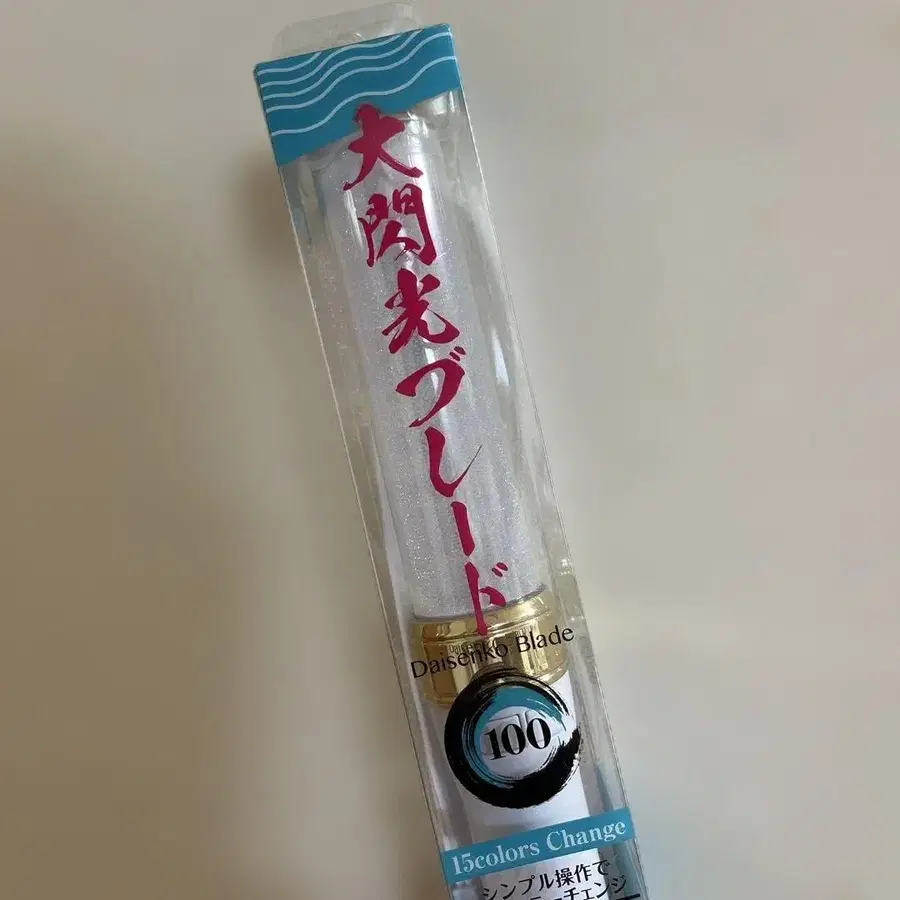 大閃光ブレード
Daisenko Blade
100
15colors Change
シンプル操作で